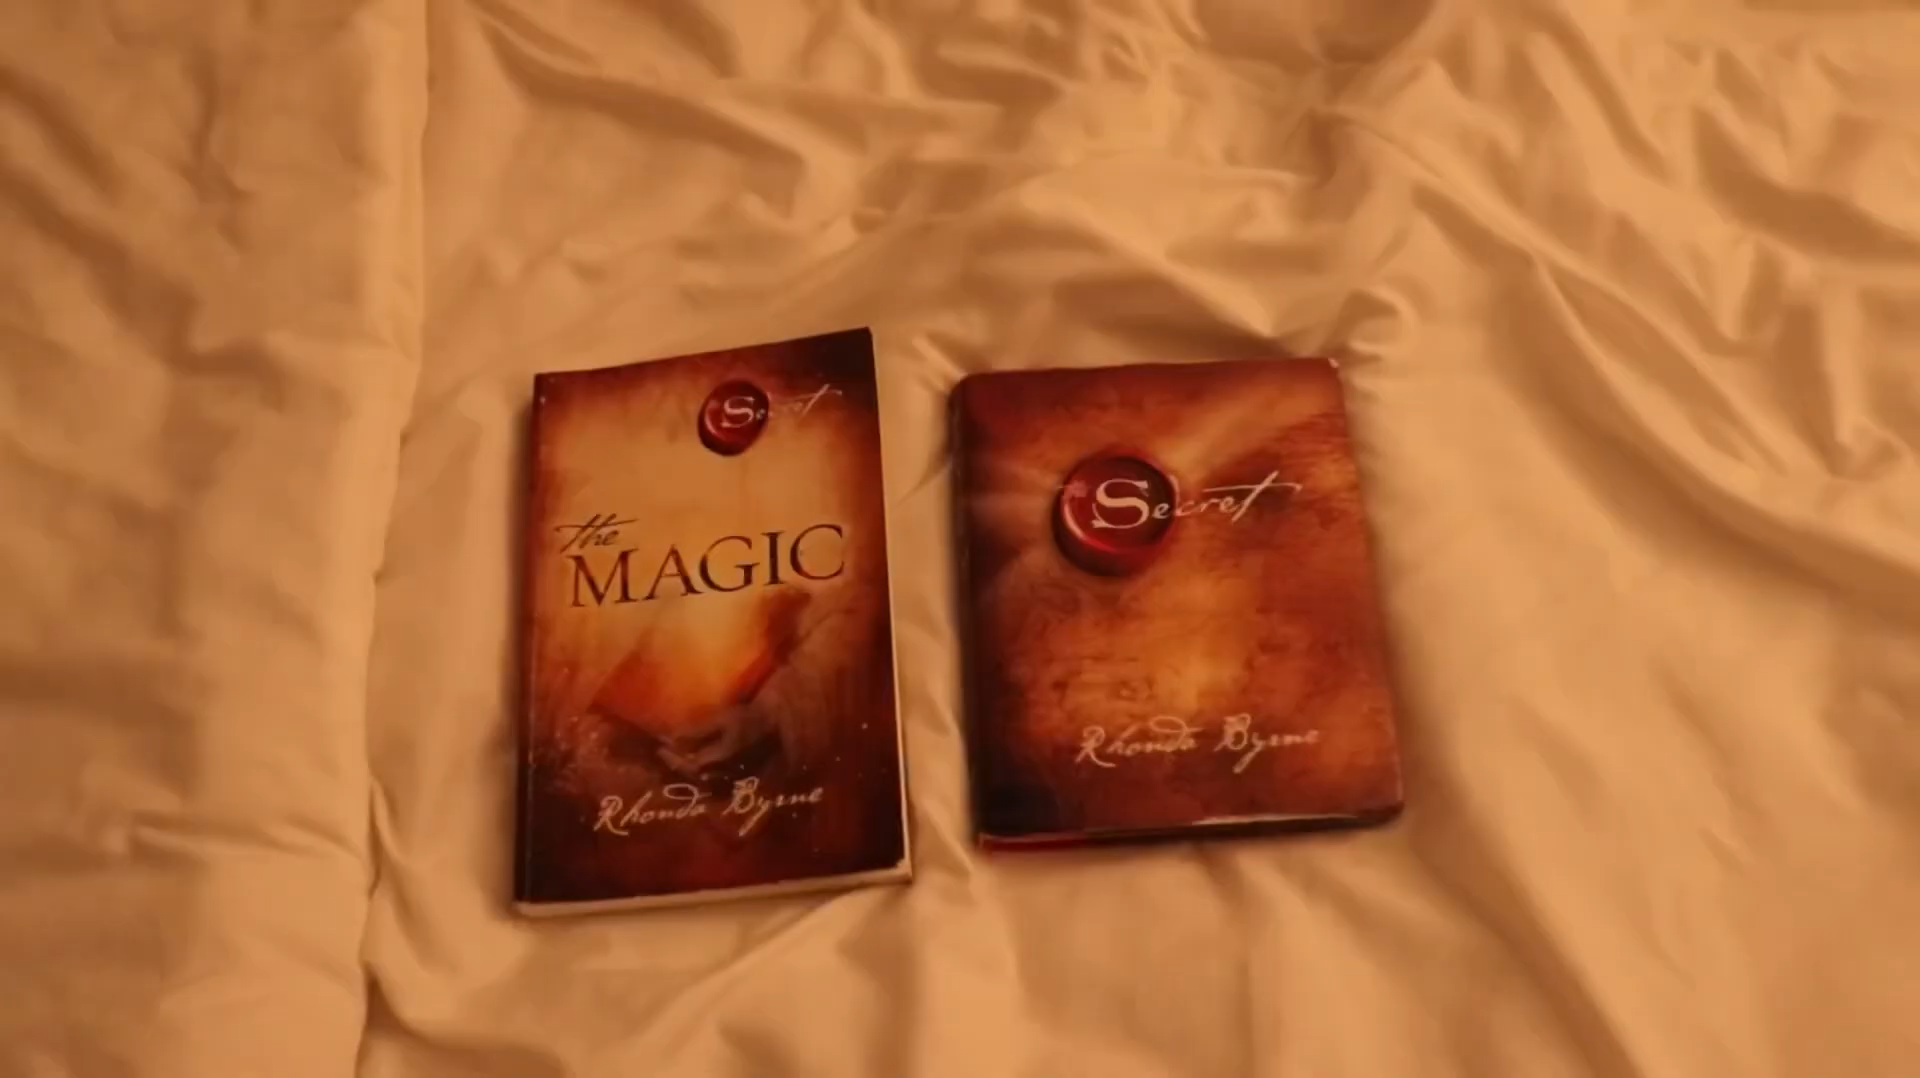 Secret
the
MAGIC
Rhonda Byrne
Secret
Rhonda Byrne